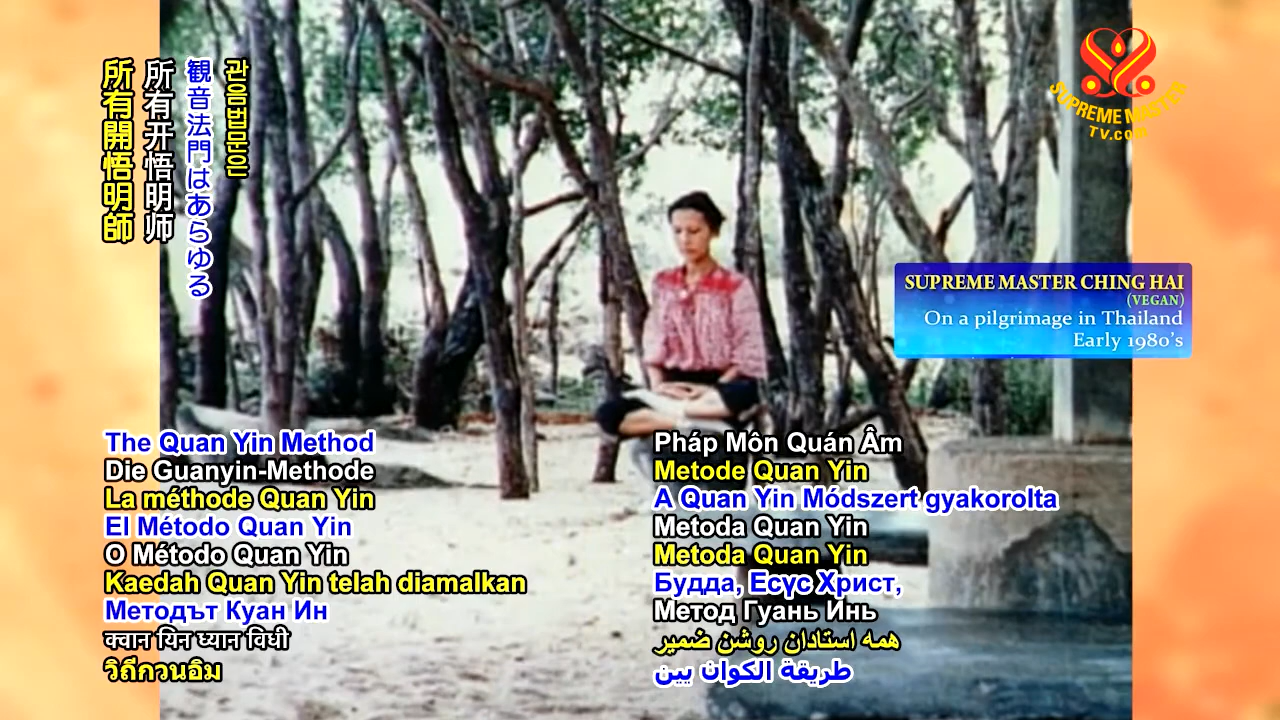 所有開悟明師
所有开悟明师
観音法門はあらゆる
관음법문은
SUPREME MASTER
TV.com
SUPREME MASTER CHING HAI
(VEGAN)
On a pilgrimage in Thailand
Early 1980's
The Quan Yin Method
Die Guanyin-Methode
La méthode Quan Yin
El Método Quan Yin
O Método Quan Yin
Kaedah Quan Yin telah diamalkan
Методът Куан Ин
क्वान यिन ध्यान विधी
วิถีกวนอิม
Pháp Môn Quán Âm
Metode Quan Yin
A Quan Yin Módszert gyakorolta
Metoda Quan Yin
Metoda Quan Yin
Будда, Есүс Христ,
Метод Гуань Инь
همه استادان روشن ضمیر
طريقة الكوان يين